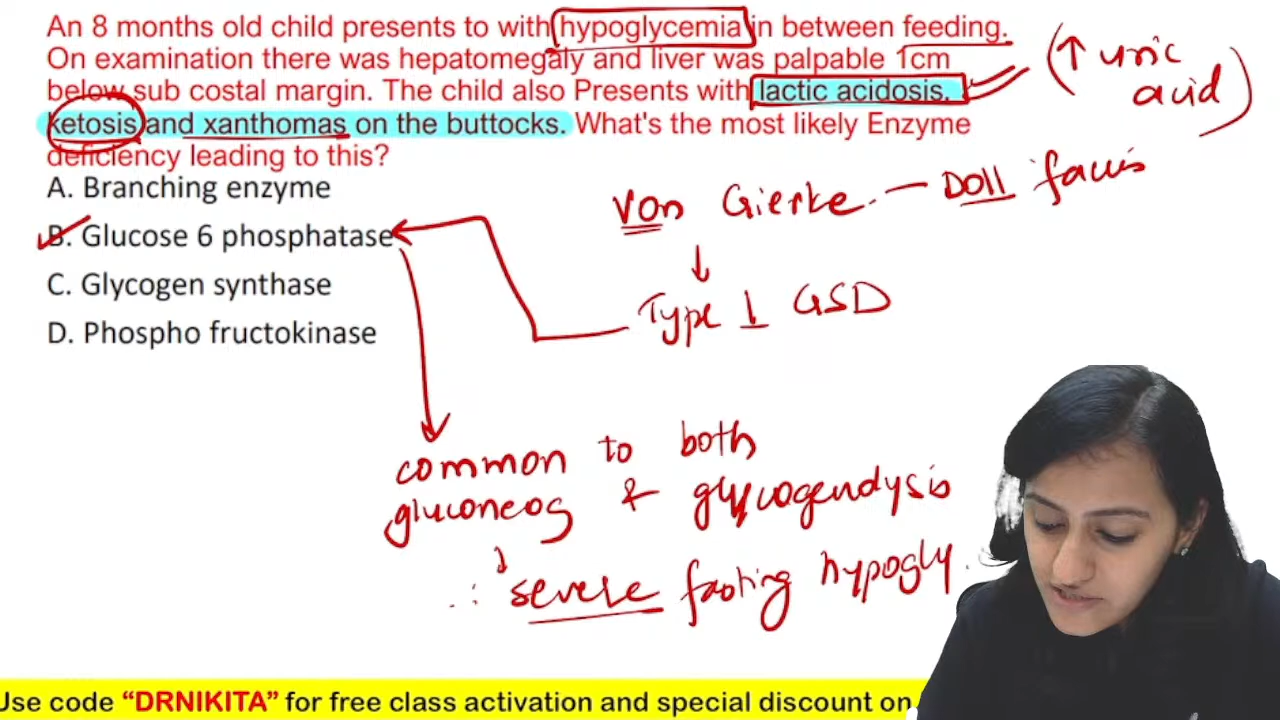 An 8 months old child presents to with hypoglycemia in between feeding.
On examination there was hepatomegaly and liver was palpable 1cm
below sub costal margin. The child also Presents with lactic acidosis,
ketosis and xanthomas on the buttocks. What's the most likely Enzyme
deficiency leading to this?
(↑ uric
acid)
A. Branching enzyme
B. Glucose 6 phosphatase
C. Glycogen synthase
D. Phospho fructokinase
Von Gierke. — Doll facies
↓
Type I GSD
common to both
gluconeog & glycogenolysis
↓
∴ severe fasting hypogly.
Use code “DRNIKITA” for free class activation and special discount on